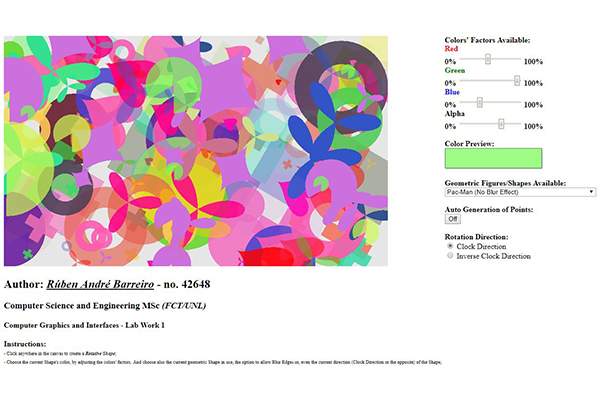 Colors' Factors Available:
Red
0% 100%
Green
0% 100%
Blue
0% 100%
Alpha
0% 100%
Color Preview:
Geometric Figures/Shapes Available:
Pac-Man (No Blur Effect)
Auto Generation of Points:
Off
Rotation Direction:
Clock Direction
Inverse Clock Direction
Author: Rúben André Barreiro - no. 42648
Computer Science and Engineering MSc (FCT/UNL)
Computer Graphics and Interfaces - Lab Work 1
Instructions:
- Click anywhere in the canvas to create a Rotative Shape;
- Choose the current Shape's color, by adjusting the colors' factors. And choose also the current geometric Shape in use, the option to allow Blur Edges or, even the current direction (Clock Direction or the opposite) of the Shape;